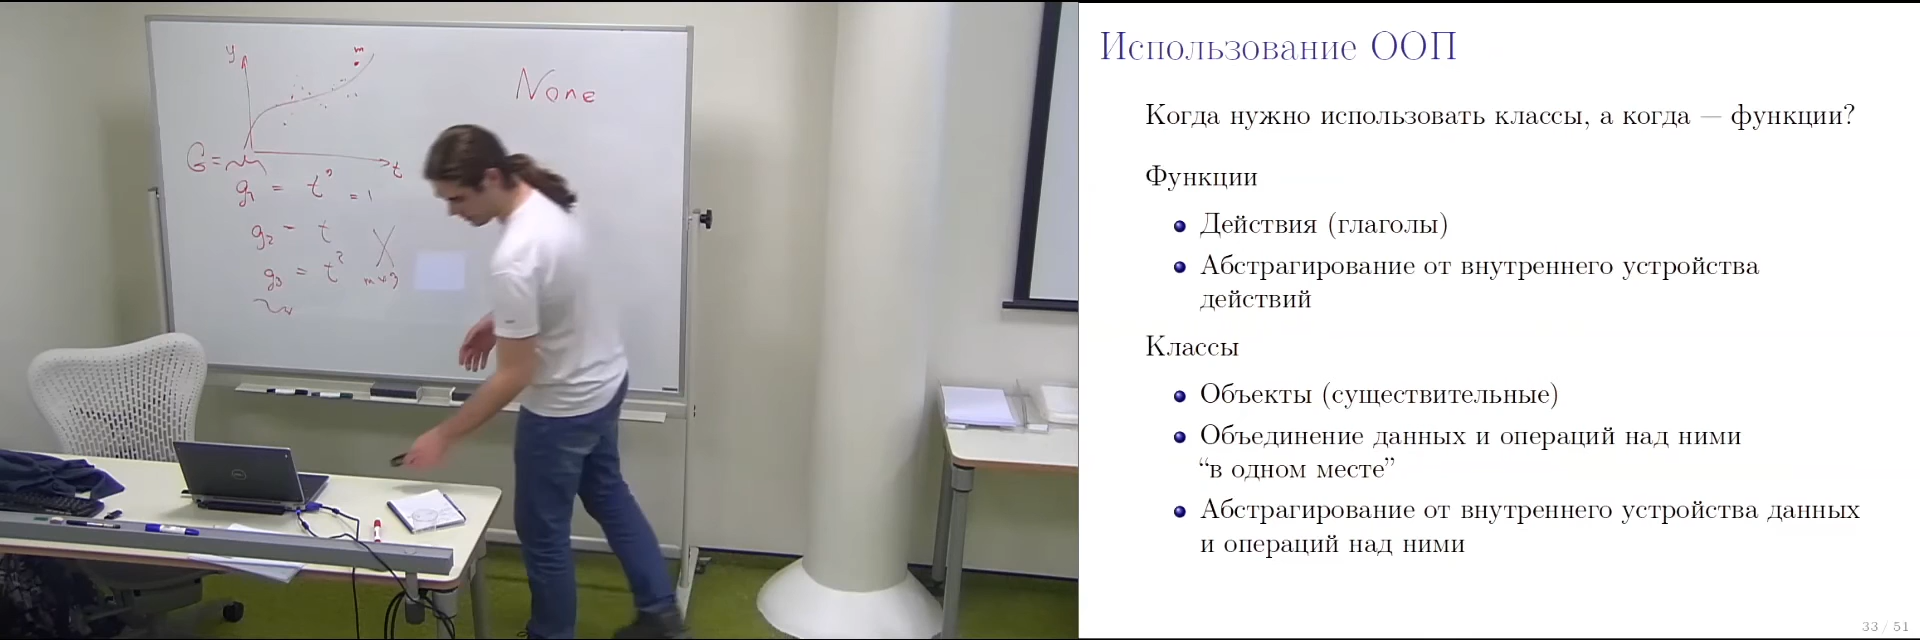 y
m
None
G =
t
g1 = t⁰ = 1
g2 = t
g3 = t²
DELL
Использование ООП
Когда нужно использовать классы, а когда — функции?
Функции
Действия (глаголы)
Абстрагирование от внутреннего устройства
действий
Классы
Объекты (существительные)
Объединение данных и операций над ними
“в одном месте”
Абстрагирование от внутреннего устройства данных
и операций над ними
33 / 51